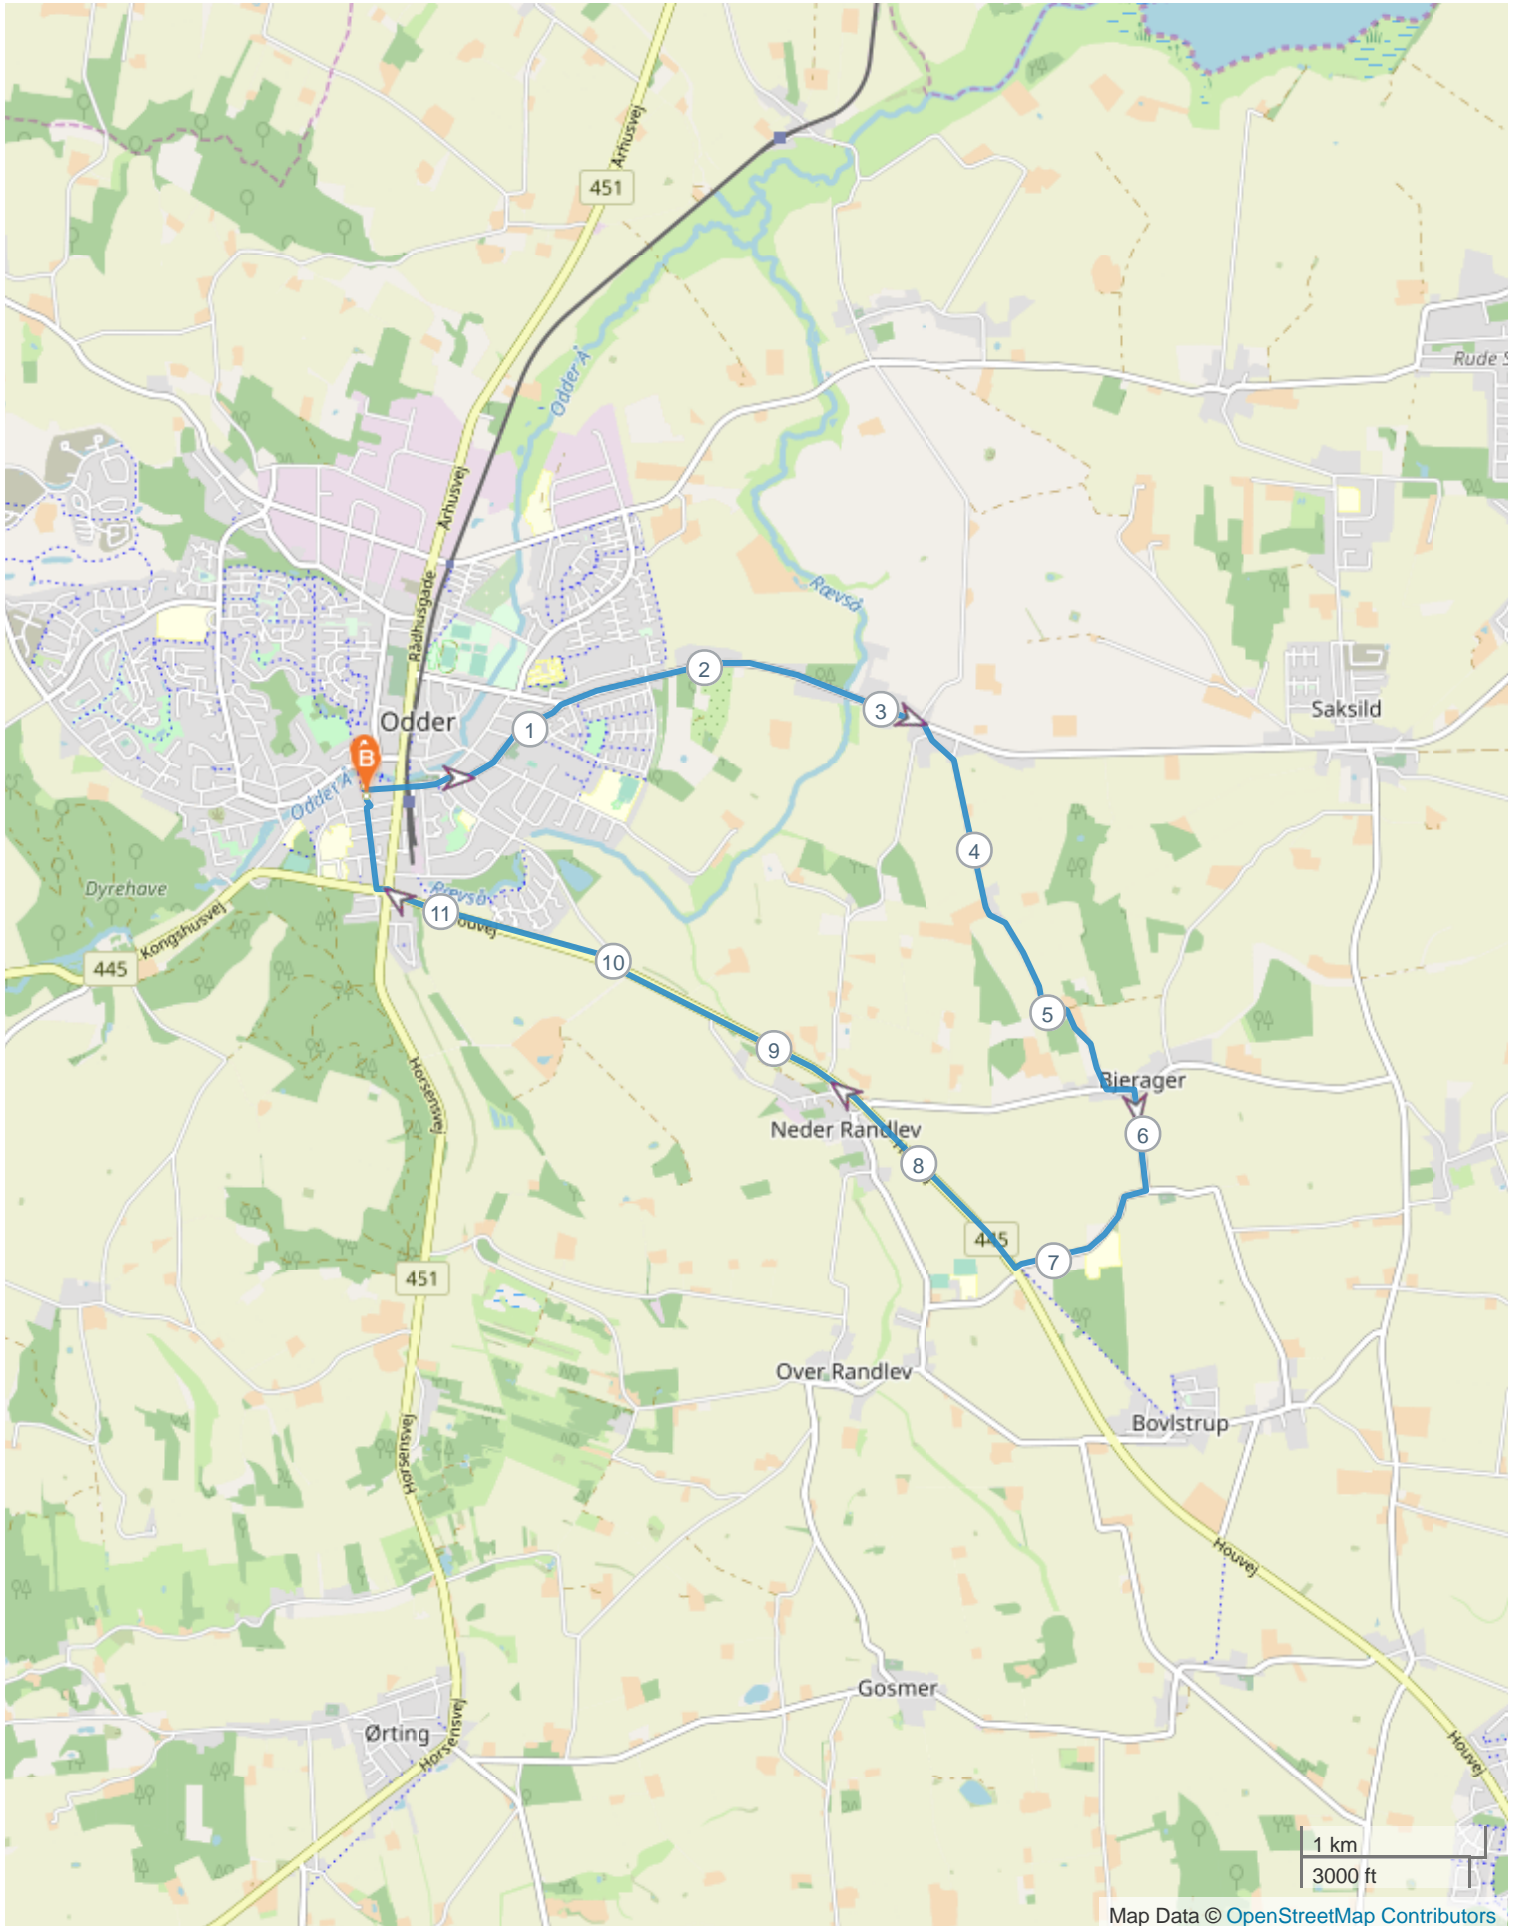 Århusvej
451
Odder Å
Rude S
Århusvej
Rævså
Rådhusgade
2
Saksild
3
Odder
1
B
Odder Å
4
Dyrehave
Rævså
11
Kongshusvej
445
10
5
9
Horsensvej
Bjerager
Neder Randlev
6
8
445
7
451
Over Randlev
Bovlstrup
Horsensvej
Houvej
Gosmer
Ørting
Horsensvej
Houvej
1 km
3000 ft
Map Data © OpenStreetMap Contributors